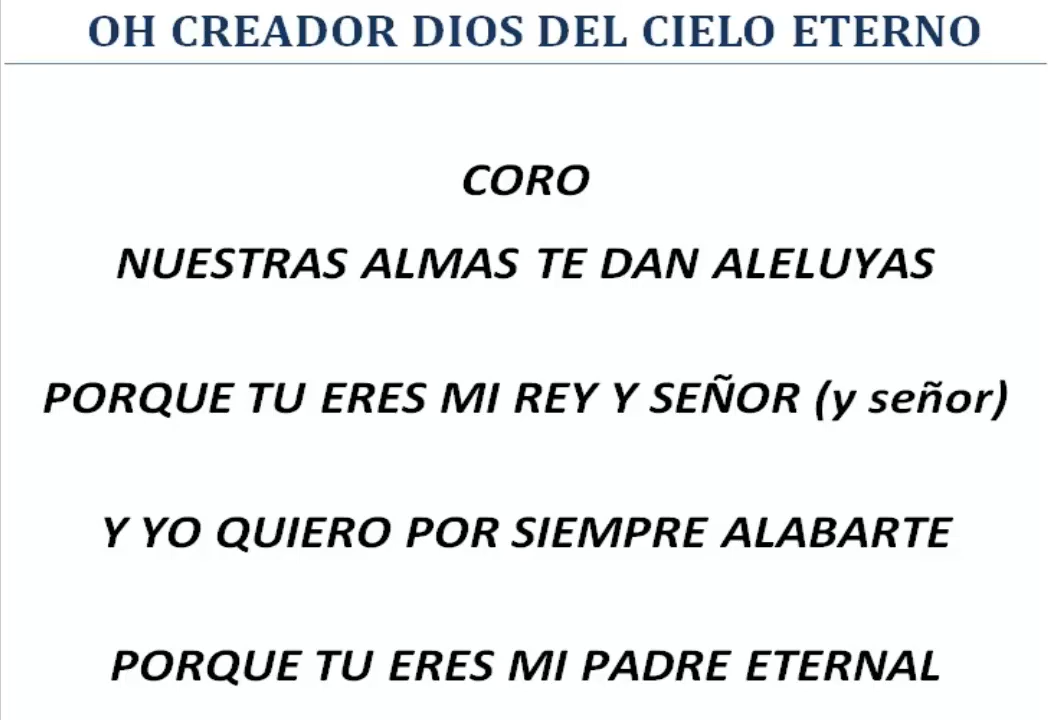 OH CREADOR DIOS DEL CIELO ETERNO
CORO
NUESTRAS ALMAS TE DAN ALELUYAS
PORQUE TU ERES MI REY Y SEÑOR (y señor)
Y YO QUIERO POR SIEMPRE ALABARTE
PORQUE TU ERES MI PADRE ETERNAL